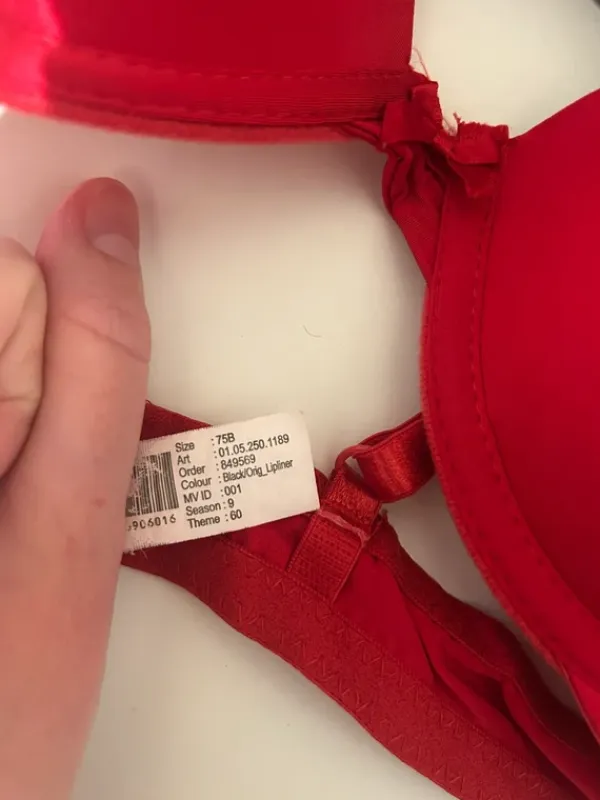 Size : 75B
Art : 01.05.250.1189
Order : 849569
Colour : Black/Orig_Lipliner
MV ID : 001
Season : 9
Theme : 60
906016